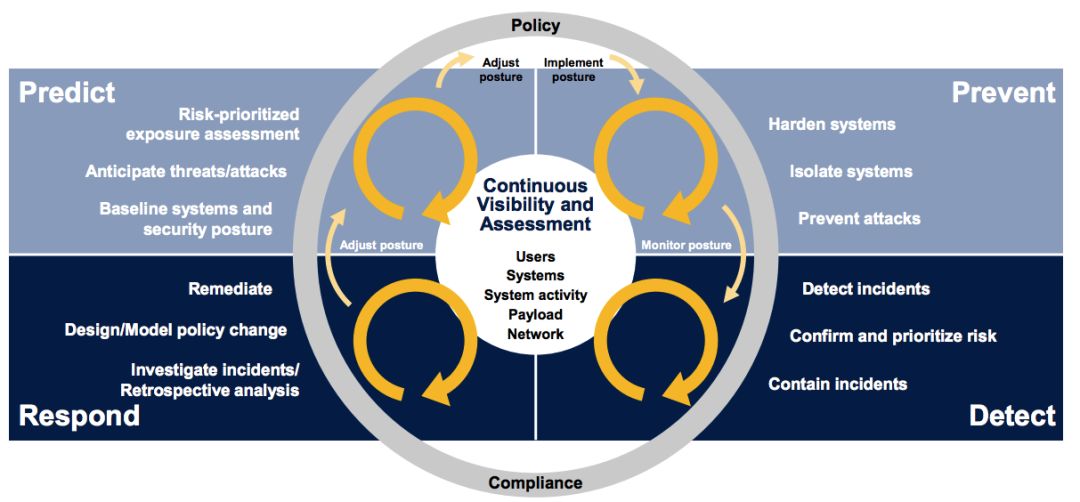 Policy
Adjust
posture
Implement
posture
Predict
Risk-prioritized
exposure assessment
Anticipate threats/attacks
Baseline systems and
security posture
Prevent
Harden systems
Isolate systems
Prevent attacks
Continuous
Visibility and
Assessment
Users
Systems
System activity
Payload
Network
Adjust posture
Monitor posture
Remediate
Design/Model policy change
Investigate incidents/
Retrospective analysis
Respond
Detect incidents
Confirm and prioritize risk
Contain incidents
Detect
Compliance